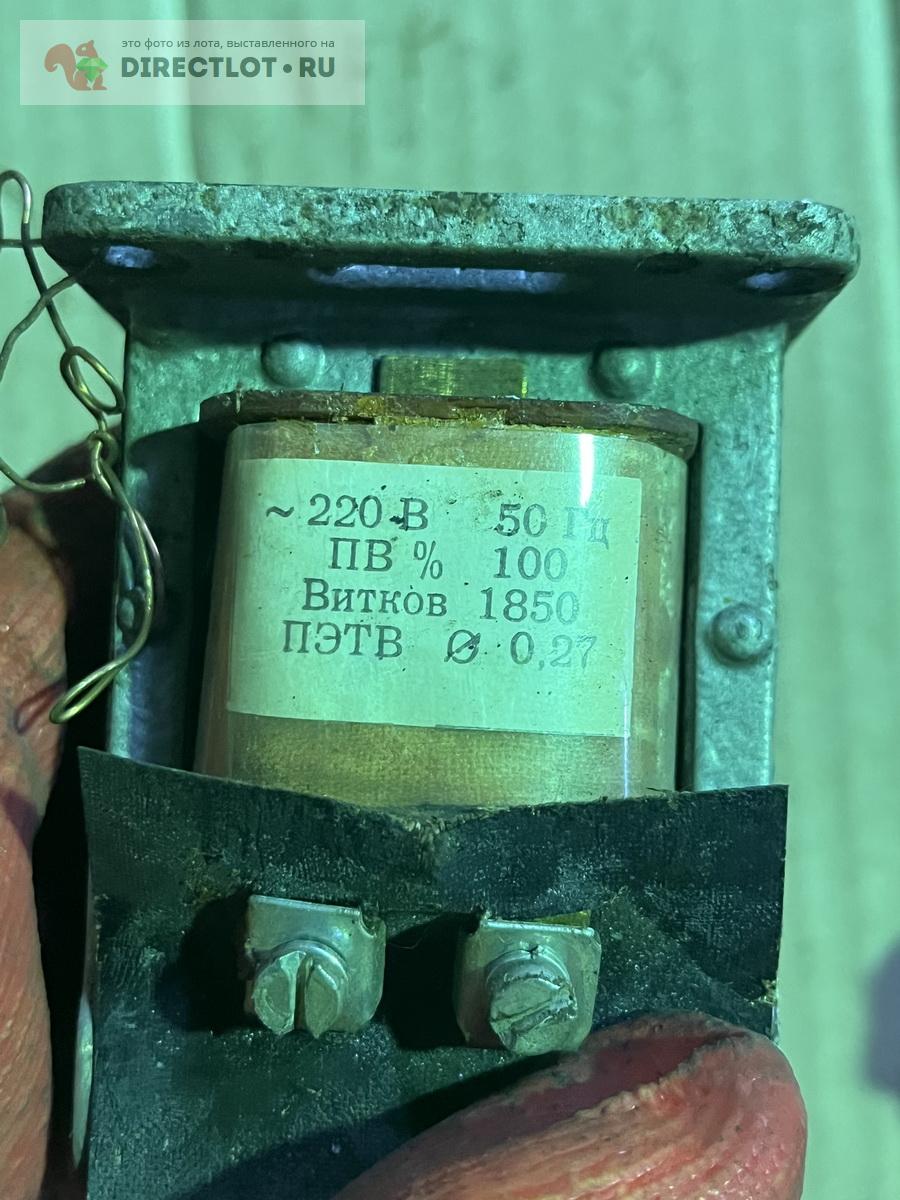 это фото из лота, выставленного на
DIRECTLOT•RU
~ 220 В 50 Гц
ПВ % 100
Витков 1850
ПЭТВ Ø 0,27